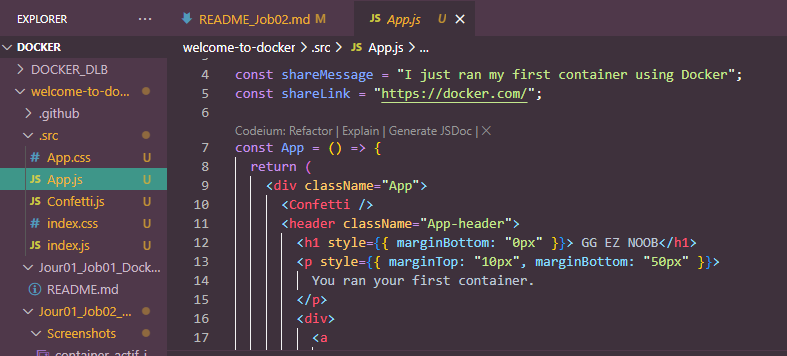 EXPLORER
···
DOCKER
DOCKER_DLB
welcome-to-do...
.github
.src
# App.css U
JS App.js U
JS Confetti.js U
# index.css U
JS index.js U
Jour01_Job01_Dock...
README.md
Jour01_Job02_...
Screenshots
README_Job02.md M
JS App.js U
welcome-to-docker > .src > JS App.js > ...
4 const shareMessage = "I just ran my first container using Docker";
5 const shareLink = "https://docker.com/";
6
Codeium: Refactor | Explain | Generate JSDoc | X
7 const App = () => {
8 return (
9 <div className="App">
10 <Confetti />
11 <header className="App-header">
12 <h1 style={{ marginBottom: "0px" }}> GG EZ NOOB</h1>
13 <p style={{ marginTop: "10px", marginBottom: "50px" }}>
14 You ran your first container.
15 </p>
16 <div>
17 <a